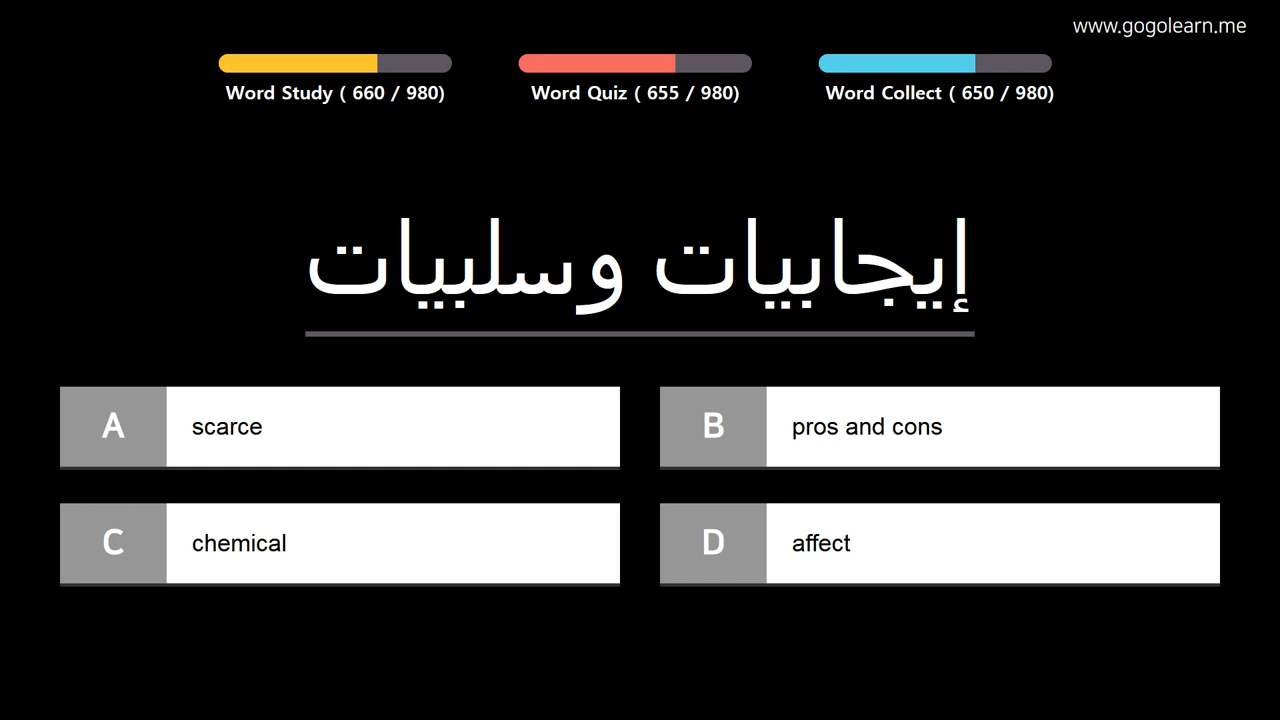 www.gogolearn.me
Word Study ( 660 / 980)
Word Quiz ( 655 / 980)
Word Collect ( 650 / 980)
إيجابيات وسلبيات
A scarce
B pros and cons
C chemical
D affect